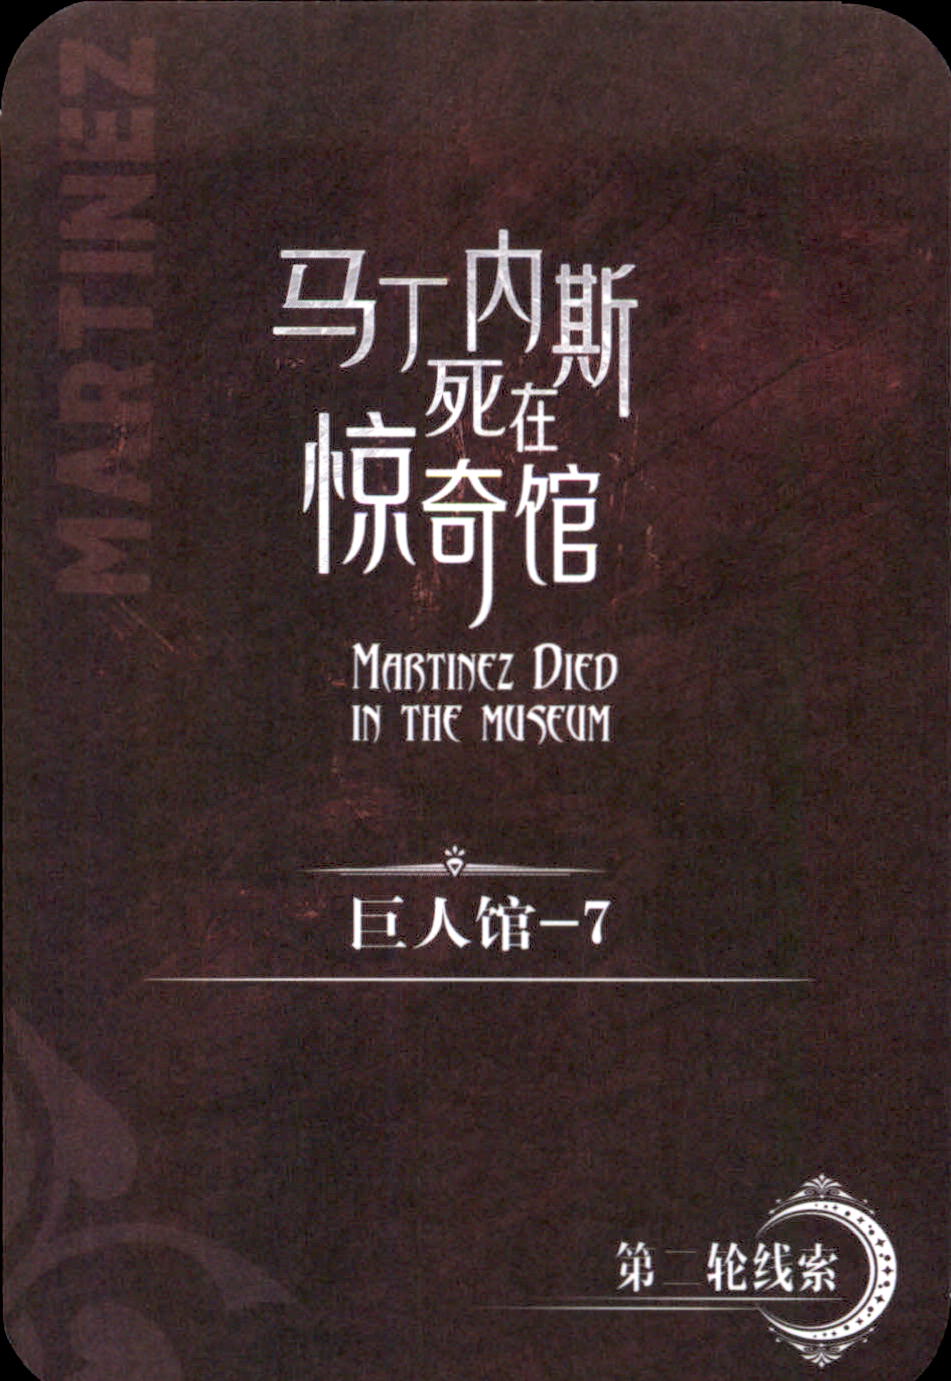 MARTINEZ
马丁内斯
死在
惊奇馆
MARTINEZ DIED
IN THE MUSEUM
巨人馆-7
第二轮线索